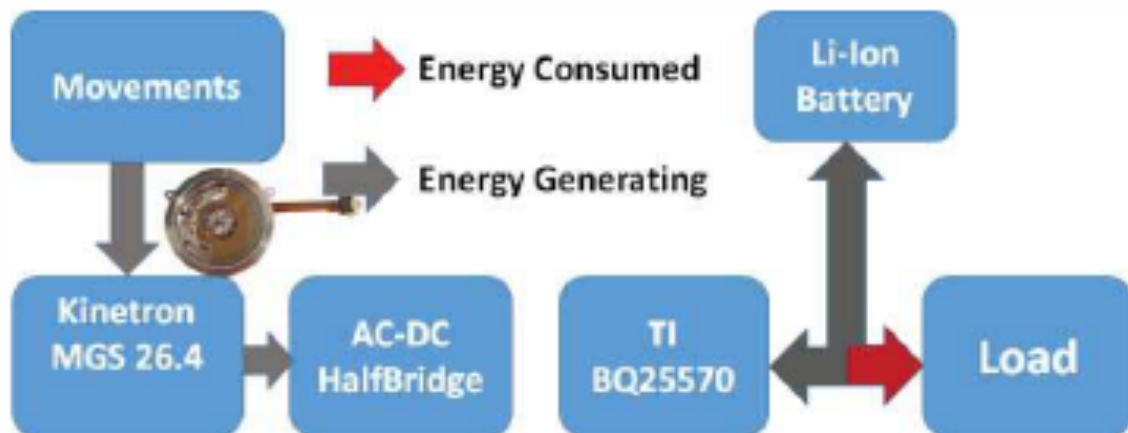 Movements
Energy Consumed
Energy Generating
Li-Ion
Battery
Kinetron
MGS 26.4
AC-DC
HalfBridge
TI
BQ25570
Load